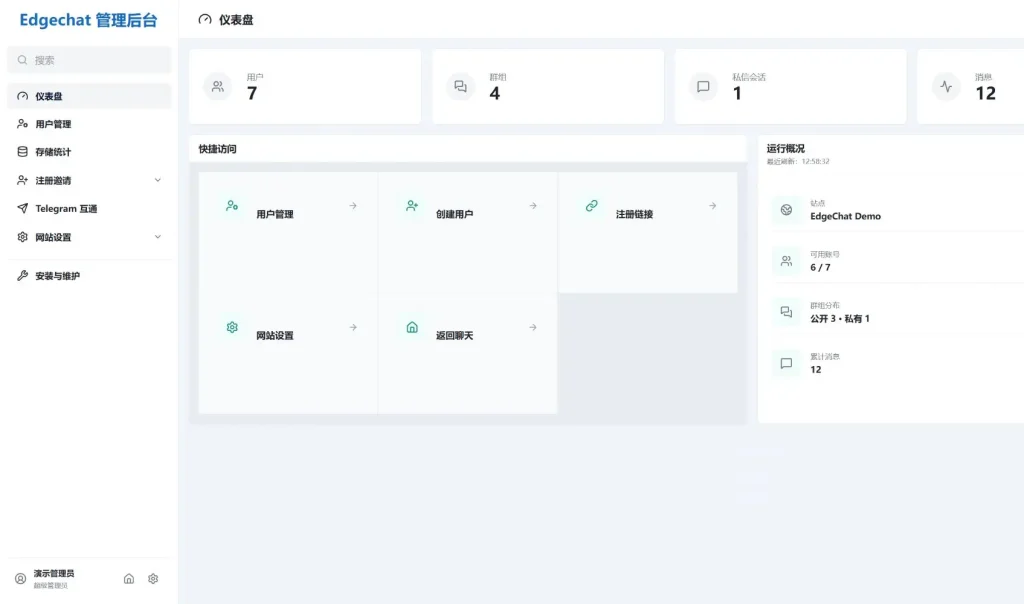 Edgechat 管理后台
搜索
仪表盘
用户管理
存储统计
注册邀请
Telegram 互通
网站设置
安装与维护
演示管理员
超级管理员
仪表盘
用户
7
群组
4
私信会话
1
消息
12
快捷访问
用户管理
创建用户
注册链接
网站设置
返回聊天
运行概况
最近刷新：12:58:32
站点
EdgeChat Demo
可用账号
6 / 7
群组分布
公开 3 · 私有 1
累计消息
12